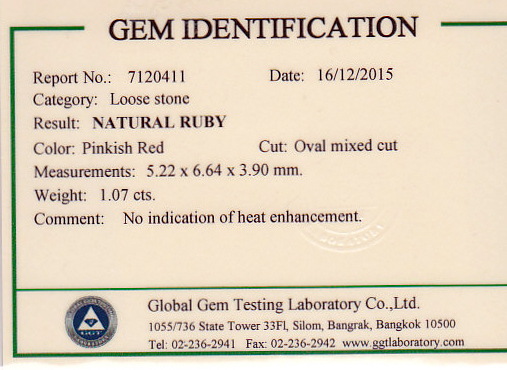 GEM IDENTIFICATION
Report No.: 7120411 Date: 16/12/2015
Category: Loose stone
Result: NATURAL RUBY
Color: Pinkish Red Cut: Oval mixed cut
Measurements: 5.22 x 6.64 x 3.90 mm.
Weight: 1.07 cts.
Comment: No indication of heat enhancement.
Global Gem Testing Laboratory Co.,Ltd.
GGT
1055/736 State Tower 33Fl, Silom, Bangrak, Bangkok 10500
Tel: 02-236-2941 Fax: 02-236-2942 www.ggtlaboratory.com